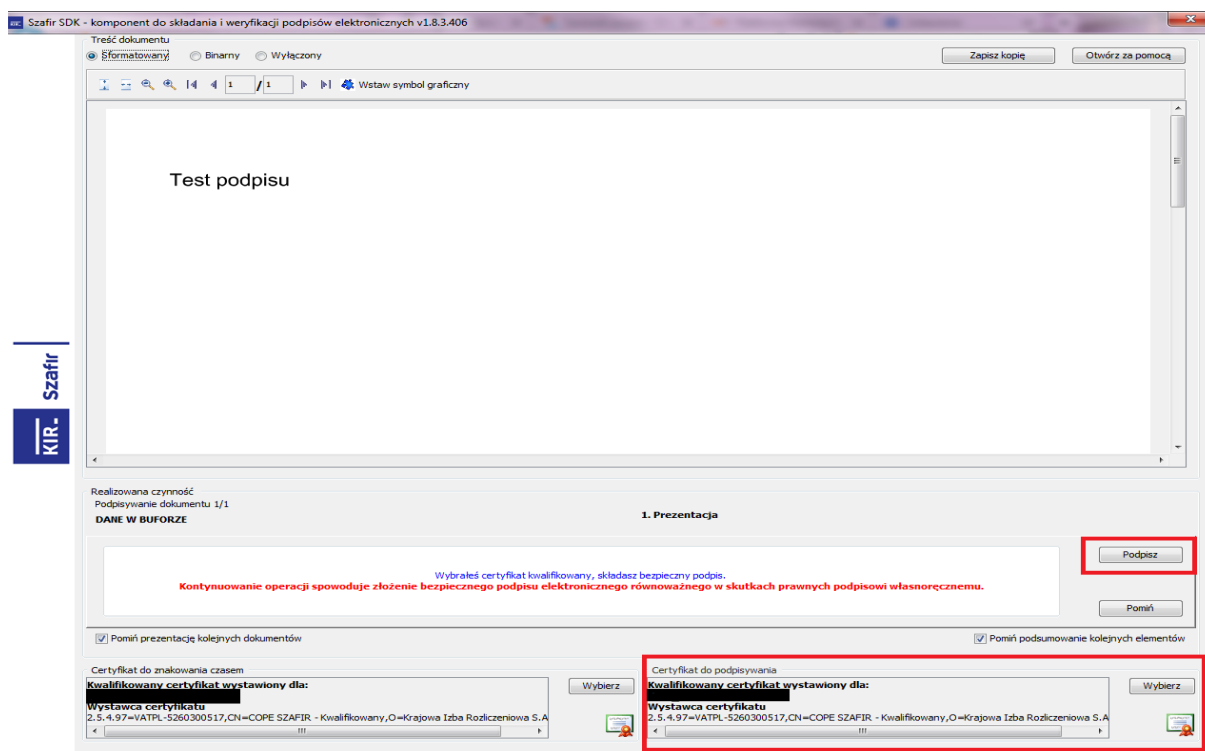 Szafir SDK - komponent do składania i weryfikacji podpisów elektronicznych v1.8.3.406
Treść dokumentu
Sformatowany Binarny Wyłączony Zapisz kopię Otwórz za pomocą
1 / 1 Wstaw symbol graficzny
Test podpisu
Szafir
KIR.
Realizowana czynność
Podpisywanie dokumentu 1/1
DANE W BUFORZE
1. Prezentacja
Podpisz
Wybrałeś certyfikat kwalifikowany, składasz bezpieczny podpis.
Kontynuowanie operacji spowoduje złożenie bezpiecznego podpisu elektronicznego równoważnego w skutkach prawnych podpisowi własnoręcznemu.
Pomiń
Pomiń prezentację kolejnych dokumentów Pomiń podsumowanie kolejnych elementów
Certyfikat do znakowania czasem
Kwalifikowany certyfikat wystawiony dla:
Wybierz
Wystawca certyfikatu
2.5.4.97=VATPL-5260300517,CN=COPE SZAFIR - Kwalifikowany,O=Krajowa Izba Rozliczeniowa S.A
Certyfikat do podpisywania
Kwalifikowany certyfikat wystawiony dla:
Wybierz
Wystawca certyfikatu
2.5.4.97=VATPL-5260300517,CN=COPE SZAFIR - Kwalifikowany,O=Krajowa Izba Rozliczeniowa S.A